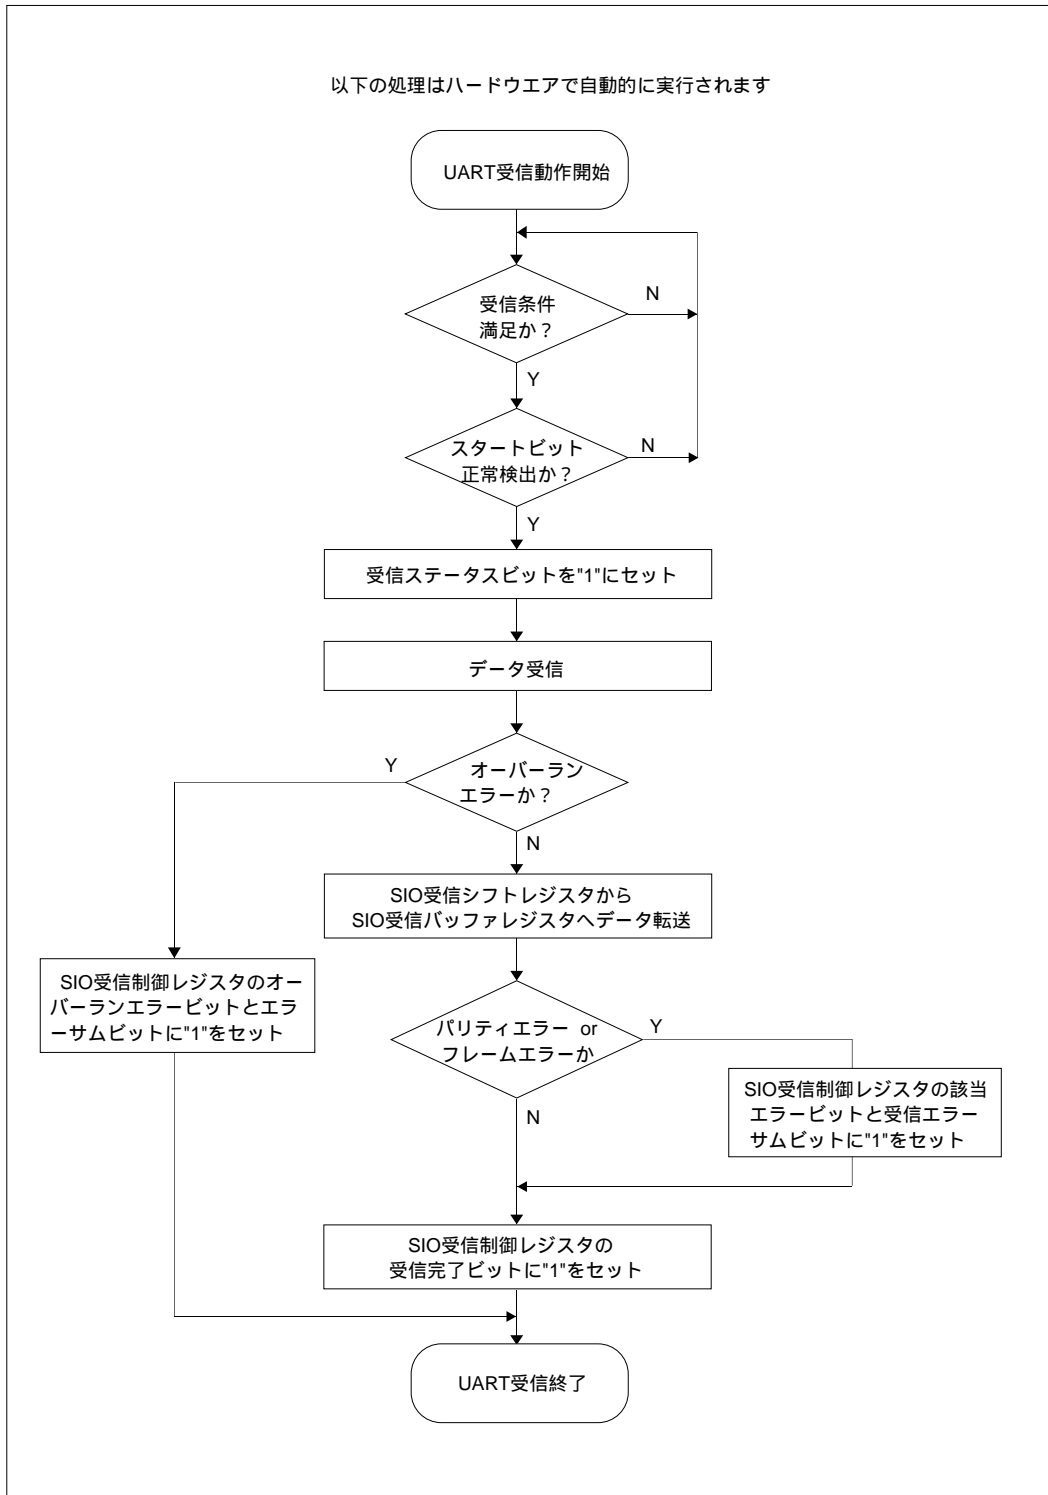 以下の処理はハードウエアで自動的に実行されます
UART受信動作開始
受信条件
満足か？
N
Y
スタートビット
正常検出か？
N
Y
受信ステータスビットを"1"にセット
データ受信
オーバーラン
エラーか？
Y
N
SIO受信シフトレジスタから
SIO受信バッファレジスタへデータ転送
SIO受信制御レジスタのオー
バーランエラービットとエラ
ーサムビットに"1"をセット
パリティエラー or
フレームエラーか
Y
N
SIO受信制御レジスタの該当
エラービットと受信エラー
サムビットに"1"をセット
SIO受信制御レジスタの
受信完了ビットに"1"をセット
UART受信終了